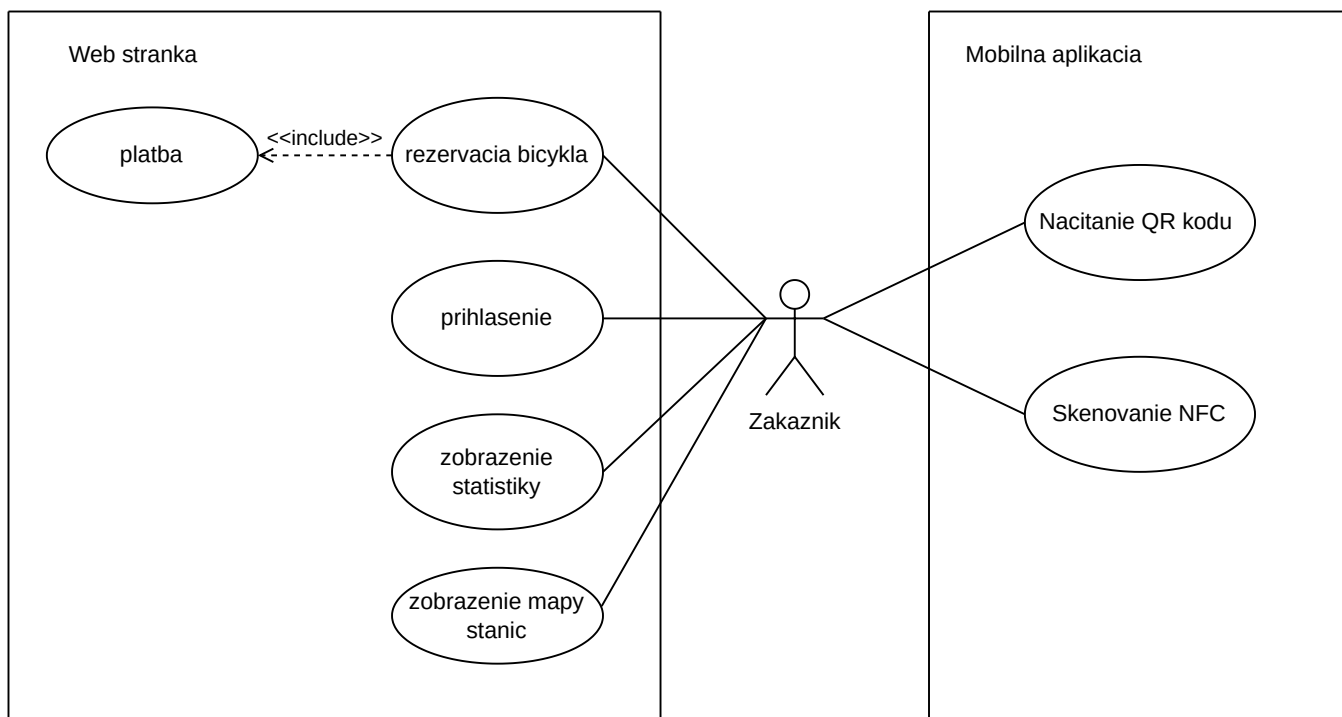 Web stranka
platba
<<include>>
rezervacia bicykla
prihlasenie
zobrazenie
statistiky
zobrazenie mapy
stanic
Zakaznik
Mobilna aplikacia
Nacitanie QR kodu
Skenovanie NFC